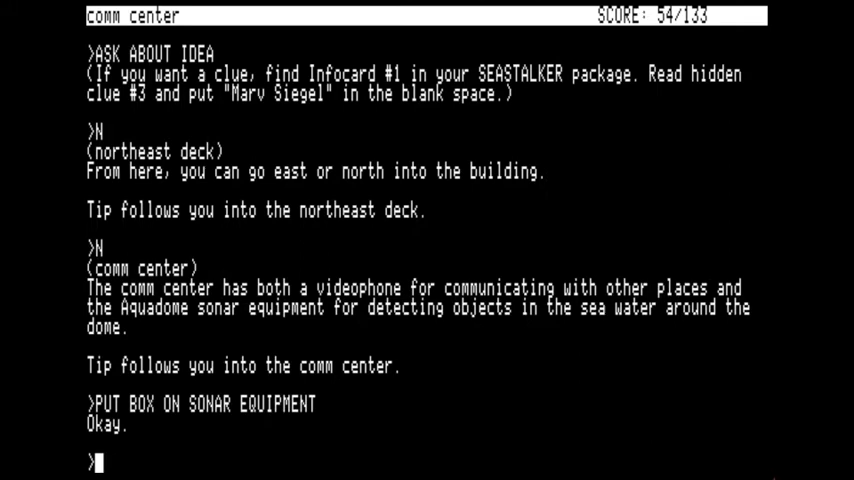 comm center SCORE: 54/133
>ASK ABOUT IDEA
(If you want a clue, find Infocard #1 in your SEASTALKER package. Read hidden
clue #3 and put "Marv Siegel" in the blank space.)
>N
(northeast deck)
From here, you can go east or north into the building.
Tip follows you into the northeast deck.
>N
(comm center)
The comm center has both a videophone for communicating with other places and
the Aquadome sonar equipment for detecting objects in the sea water around the
dome.
Tip follows you into the comm center.
>PUT BOX ON SONAR EQUIPMENT
Okay.
>